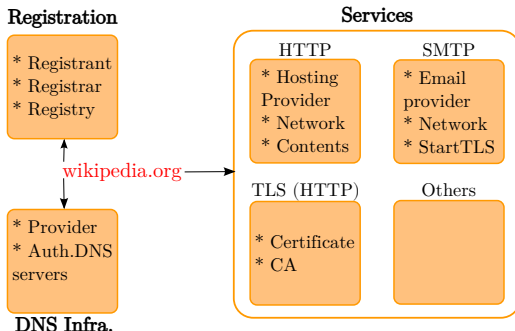 Registration
* Registrant
* Registrar
* Registry
wikipedia.org
* Provider
* Auth.DNS
servers
DNS Infra.
Services
HTTP
* Hosting
Provider
* Network
* Contents
SMTP
* Email
provider
* Network
* StartTLS
TLS (HTTP)
* Certificate
* CA
Others